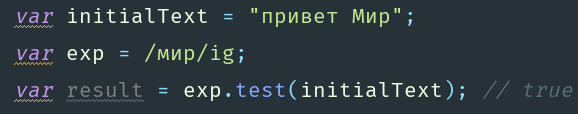 var initialText = "привет Мир";
var exp = /мир/ig;
var result = exp.test(initialText); // true